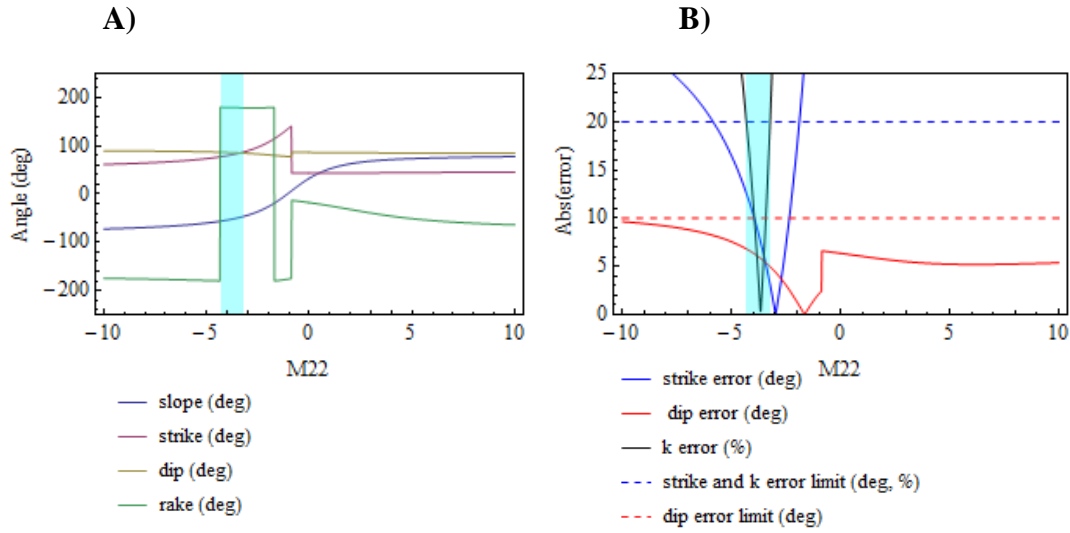 A)
B)
200
100
0
−100
−200
Angle (deg)
−10
−5
0
5
10
M22
slope (deg)
strike (deg)
dip (deg)
rake (deg)
25
20
15
10
5
0
Abs(error)
−10
−5
0
5
10
M22
strike error (deg)
dip error (deg)
k error (%)
strike and k error limit (deg, %)
dip error limit (deg)